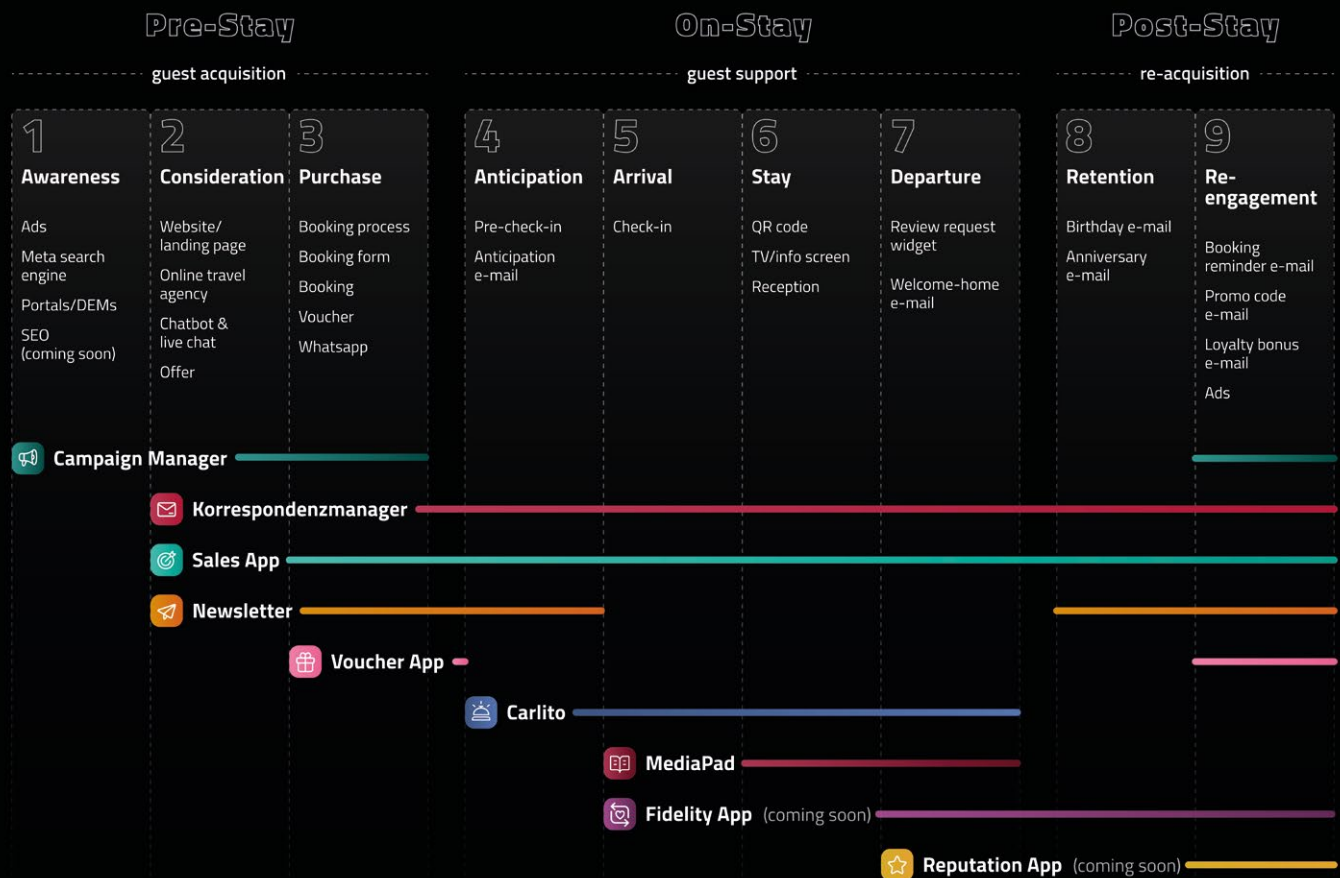 Pre-Stay
On-Stay
Post-Stay
guest acquisition
guest support
re-acquisition
1
Awareness
Ads
Meta search
engine
Portals/DEMs
SEO
(coming soon)
2
Consideration
Website/
landing page
Online travel
agency
Chatbot &
live chat
Offer
3
Purchase
Booking process
Booking form
Booking
Voucher
Whatsapp
4
Anticipation
Pre-check-in
Anticipation
e-mail
5
Arrival
Check-in
6
Stay
QR code
TV/info screen
Reception
7
Departure
Review request
widget
Welcome-home
e-mail
8
Retention
Birthday e-mail
Anniversary
e-mail
9
Re-
engagement
Booking
reminder e-mail
Promo code
e-mail
Loyalty bonus
e-mail
Ads
Campaign Manager
Korrespondenzmanager
Sales App
Newsletter
Voucher App
Carlito
MediaPad
Fidelity App (coming soon)
Reputation App (coming soon)